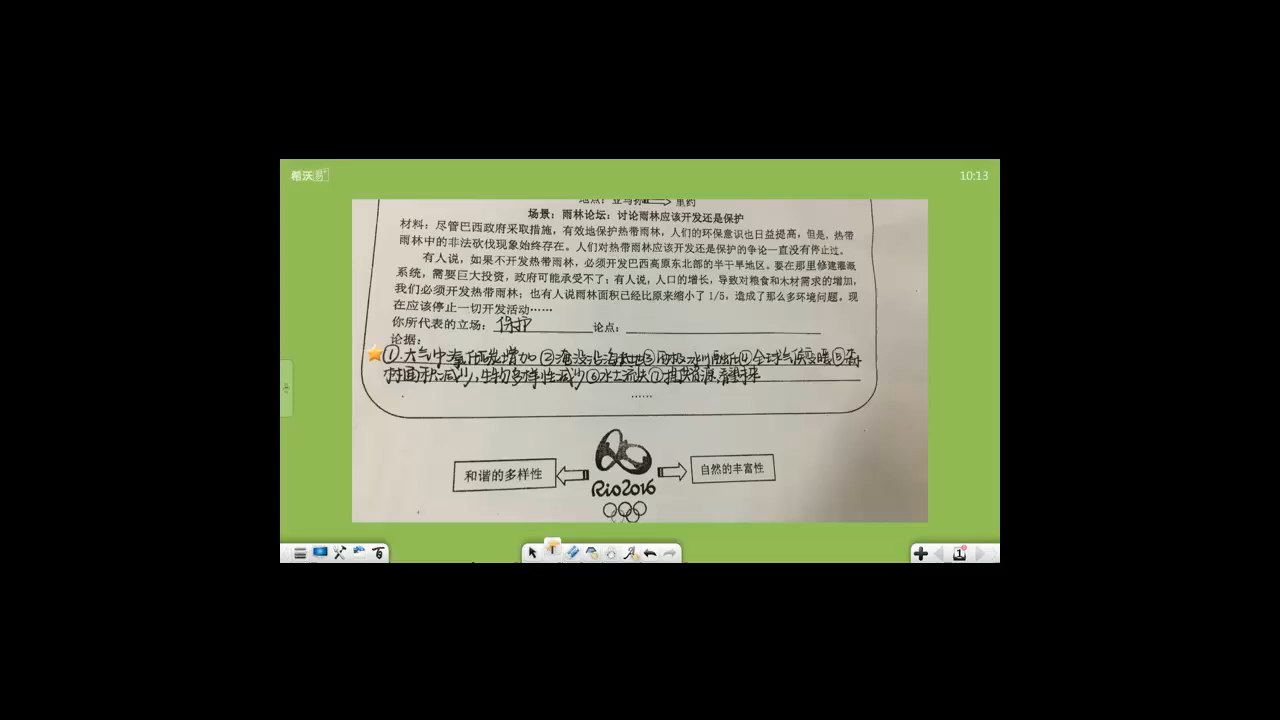 希沃
10:13
场景：雨林论坛：讨论雨林应该开发还是保护
材料：尽管巴西政府采取措施，有效地保护热带雨林，人们的环保意识也日益提高，但是，热带
雨林中的非法砍伐现象始终存在。人们对热带雨林应该开发还是保护的争论一直没有停止过。
有人说，如果不开发热带雨林，必须开发巴西高原东北部的半干旱地区。要在那里修建灌溉
系统，需要巨大投资，政府可能承受不了；有人说，人口的增长，导致对粮食和木材需求的增加，
我们必须开发热带雨林；也有人说雨林面积已经比原来缩小了1/5，造成了那么多环境问题。现
在应该停止一切开发活动……
你所代表的立场：保护 论点：
论据：
①.大气中氧化碳增加②淹没沿海陆地③两极冰川融化④全球气候变暖⑤
树面积减少，生物多样性减少⑥水土流失⑦资源
……
和谐的多样性
自然的丰富性
Rio2016
1